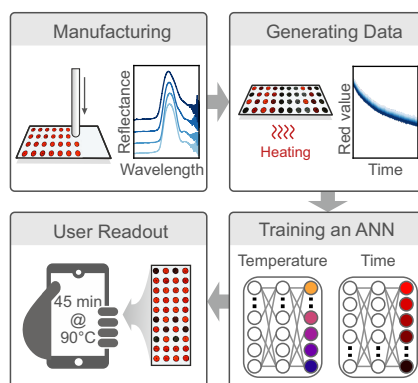 Manufacturing
Reflectance
Wavelength
Generating Data
Heating
Red value
Time
User Readout
45 min
@
90°C
Training an ANN
Temperature
Time